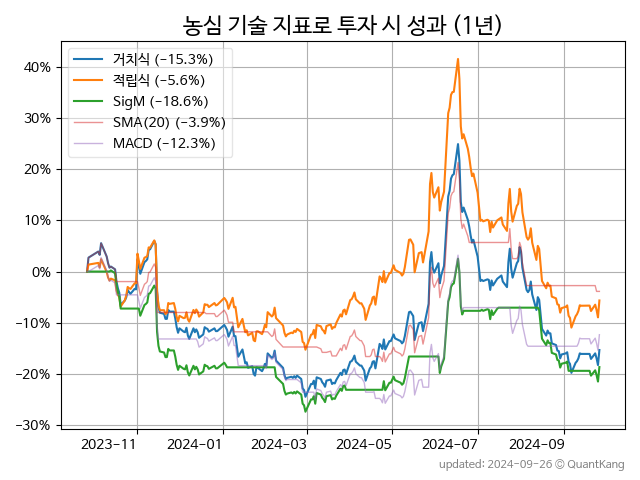 농심 기술 지표로 투자 시 성과 (1년)
거치식 (−15.3%)
적립식 (−5.6%)
SigM (−18.6%)
SMA(20) (−3.9%)
MACD (−12.3%)
40%
30%
20%
10%
0%
−10%
−20%
−30%
2023-11 2024-01 2024-03 2024-05 2024-07 2024-09
updated: 2024-09-26 © QuantKang